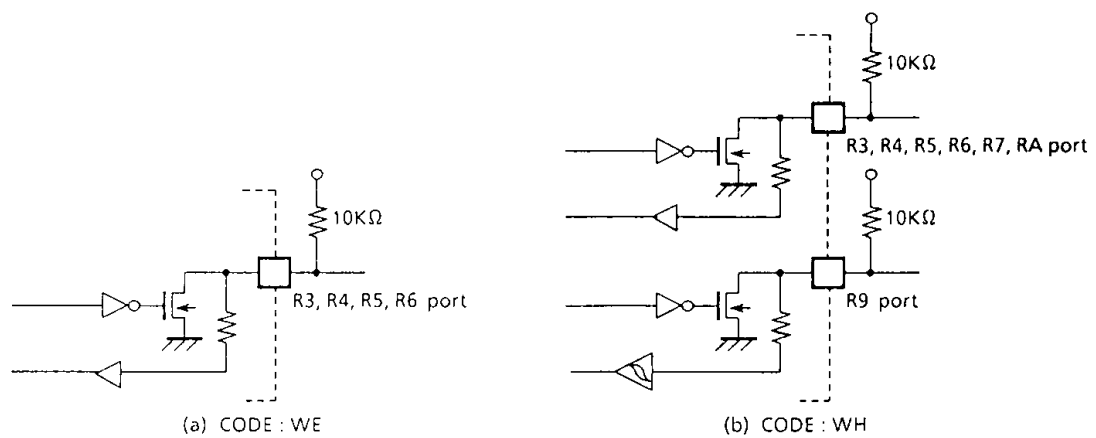 10KΩ
R3, R4, R5, R6 port
(a) CODE : WE
10KΩ
R3, R4, R5, R6, R7, RA port
10KΩ
R9 port
(b) CODE : WH